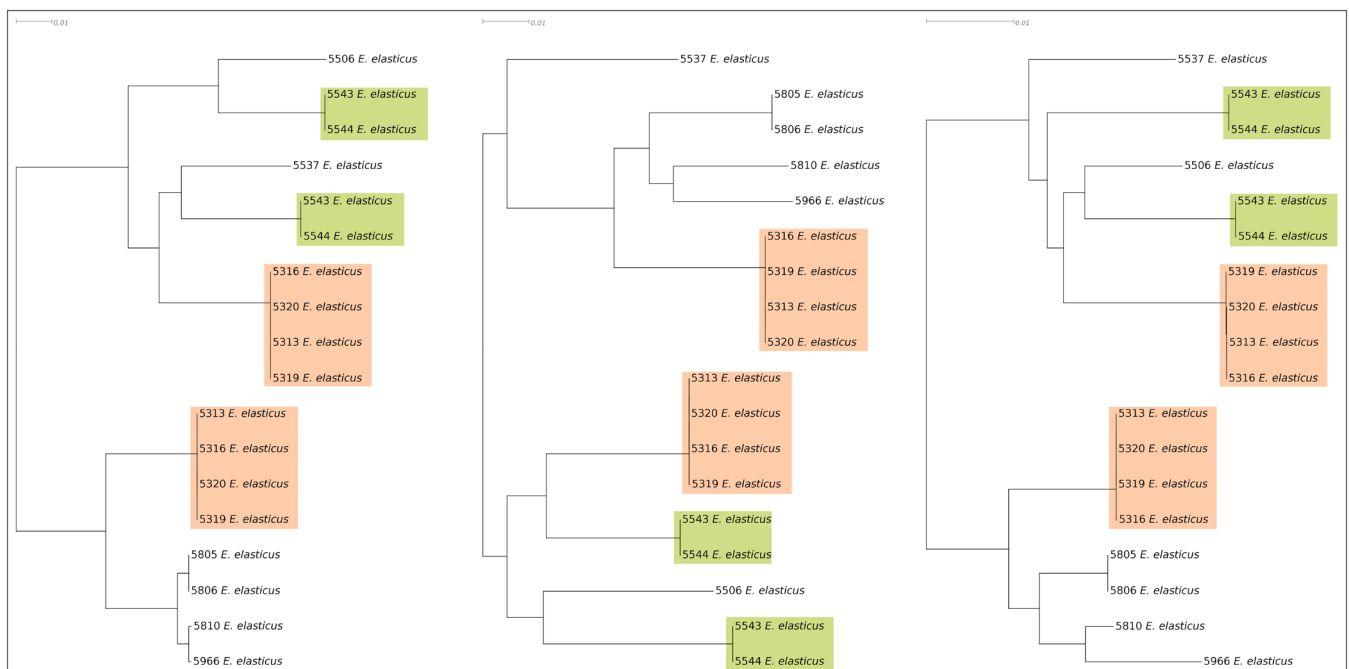 0.01
5506 E. elasticus
5543 E. elasticus
5544 E. elasticus
5537 E. elasticus
5543 E. elasticus
5544 E. elasticus
5316 E. elasticus
5320 E. elasticus
5313 E. elasticus
5319 E. elasticus
5313 E. elasticus
5316 E. elasticus
5320 E. elasticus
5319 E. elasticus
5805 E. elasticus
5806 E. elasticus
5810 E. elasticus
5966 E. elasticus
0.01
5537 E. elasticus
5805 E. elasticus
5806 E. elasticus
5810 E. elasticus
5966 E. elasticus
5316 E. elasticus
5319 E. elasticus
5313 E. elasticus
5320 E. elasticus
5313 E. elasticus
5320 E. elasticus
5316 E. elasticus
5319 E. elasticus
5543 E. elasticus
5544 E. elasticus
5506 E. elasticus
5543 E. elasticus
5544 E. elasticus
0.01
5537 E. elasticus
5543 E. elasticus
5544 E. elasticus
5506 E. elasticus
5543 E. elasticus
5544 E. elasticus
5319 E. elasticus
5320 E. elasticus
5313 E. elasticus
5316 E. elasticus
5313 E. elasticus
5320 E. elasticus
5319 E. elasticus
5316 E. elasticus
5805 E. elasticus
5806 E. elasticus
5810 E. elasticus
5966 E. elasticus